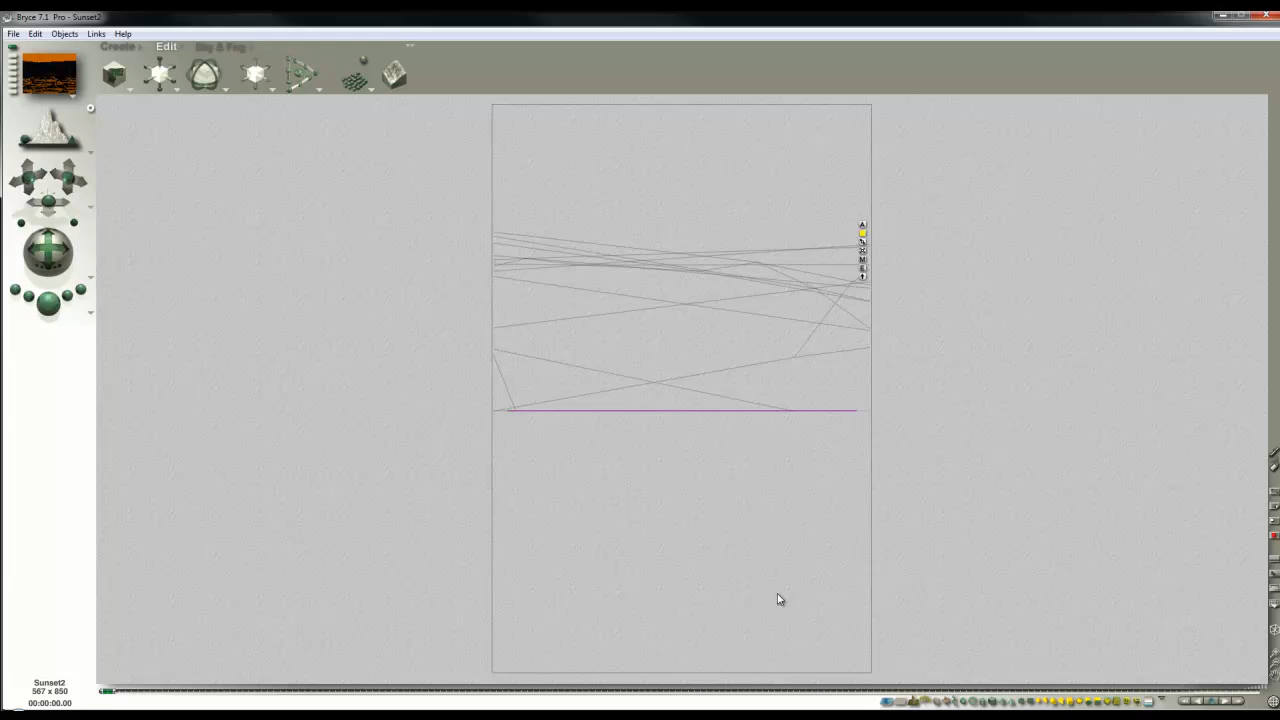 Bryce 7.1 Pro - Sunset2
File Edit Objects Links Help
Create Edit Sky & Fog
A
M
E
Sunset2
567 x 850
00:00:00.00